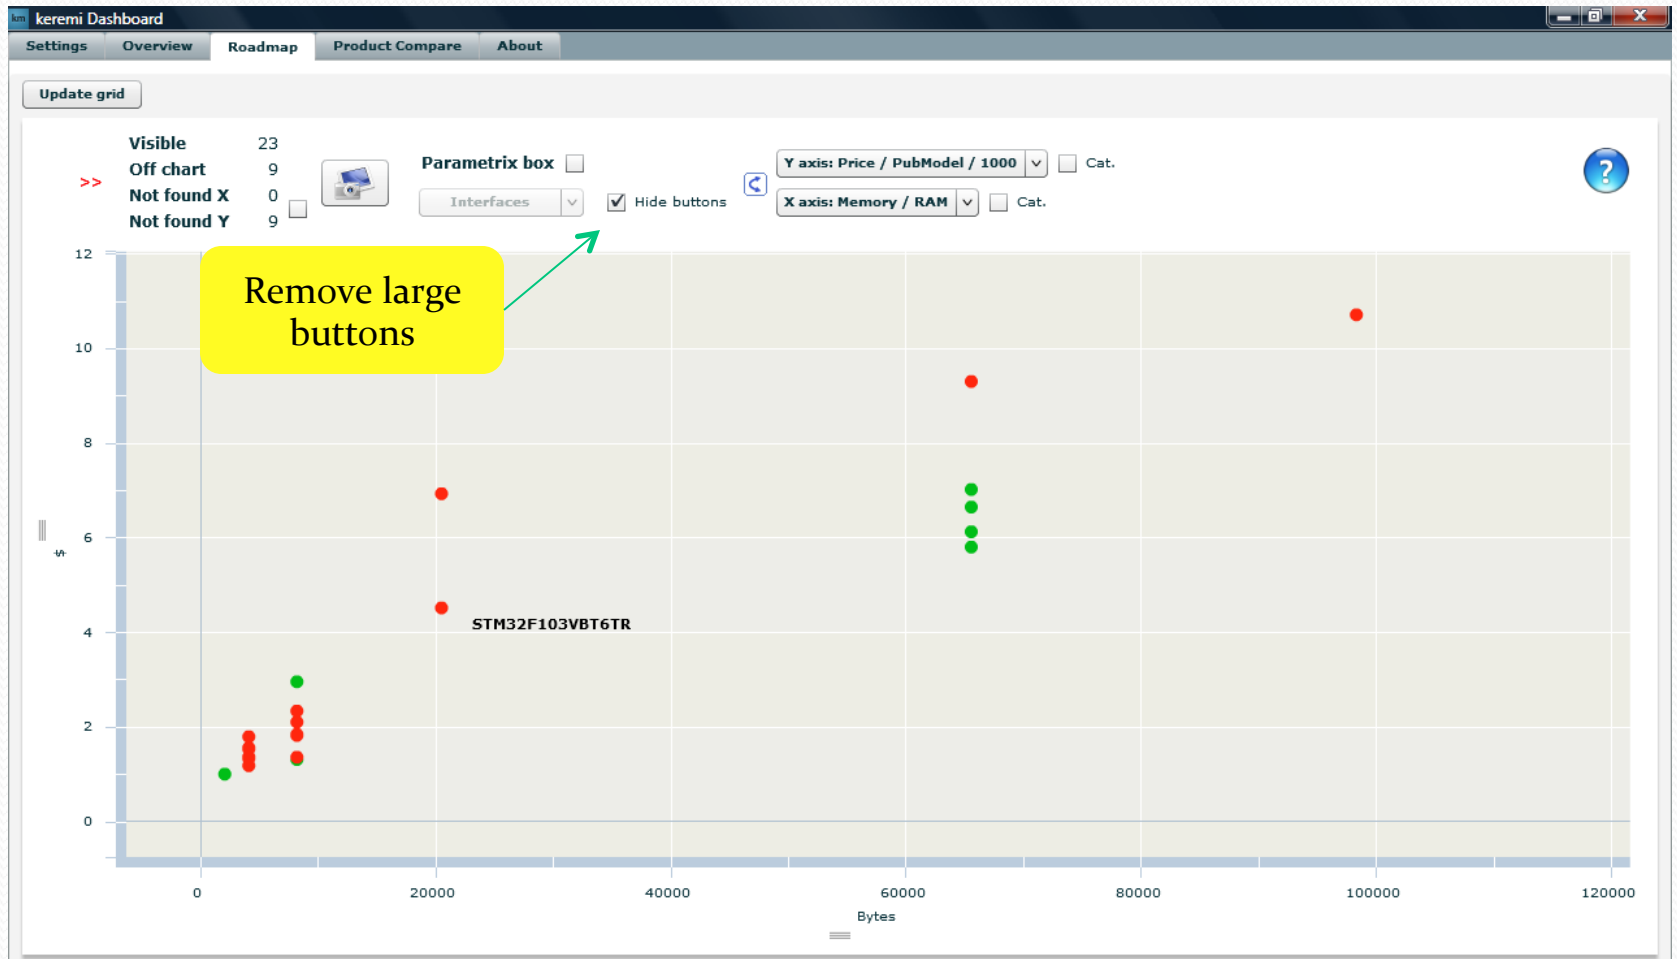 km keremi Dashboard
Settings Overview Roadmap Product Compare About
Update grid
>>
Visible 23
Off chart 9
Not found X 0
Not found Y 9
Parametrix box
Interfaces
Hide buttons
Y axis: Price / PubModel / 1000
Cat.
X axis: Memory / RAM
Cat.
?
Remove large
buttons
12
10
8
6
4
2
0
$
STM32F103VBT6TR
0 20000 40000 60000 80000 100000 120000
Bytes